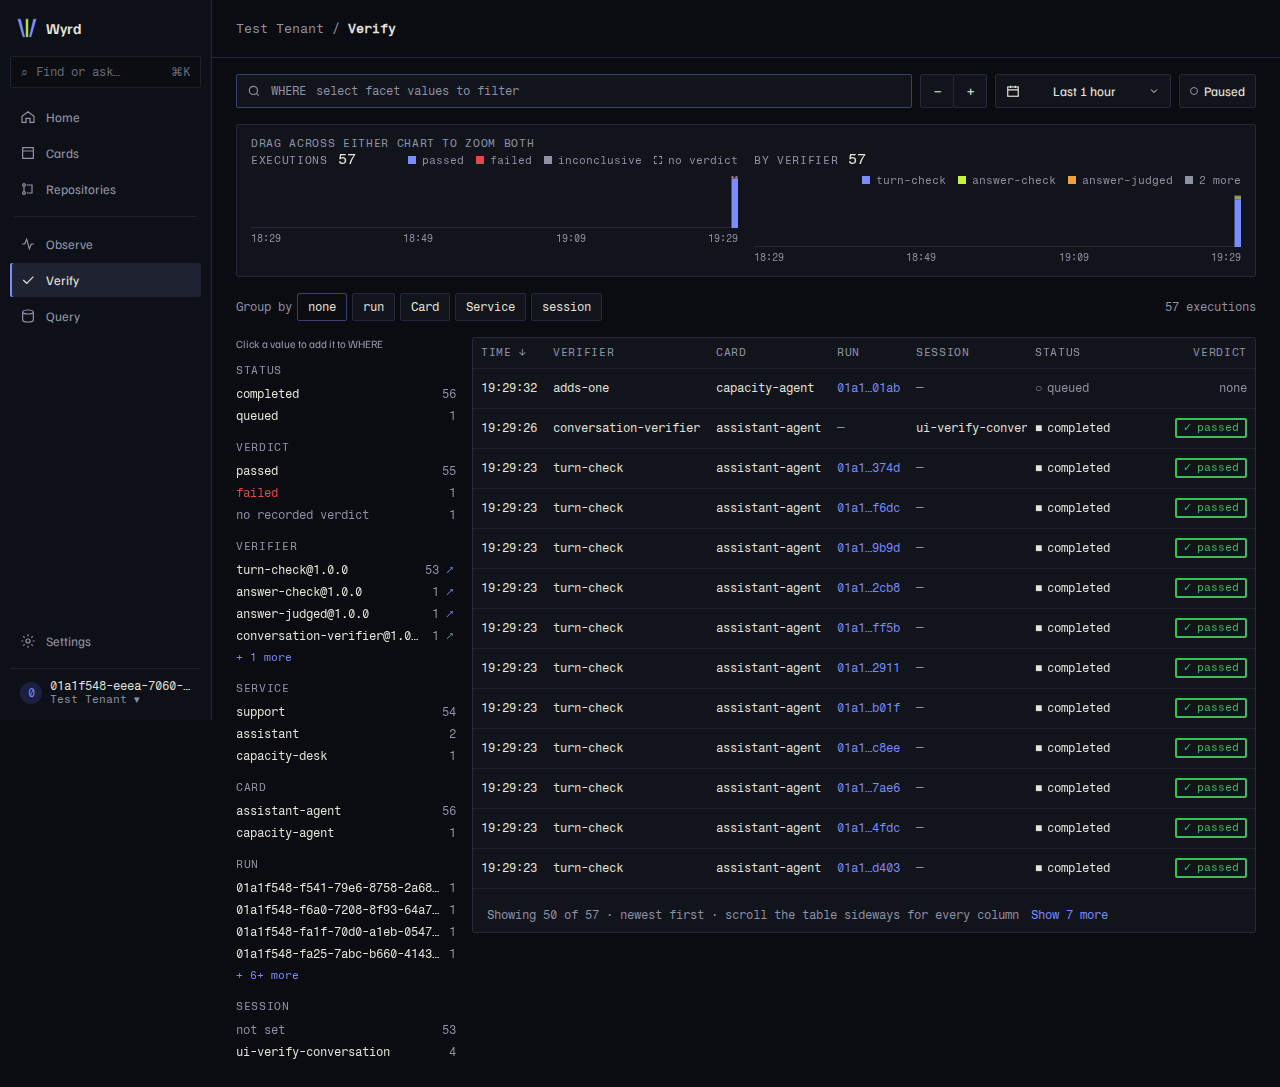 Wyrd
Find or ask… ⌘K
Home
Cards
Repositories
Observe
Verify
Query
Settings
0
01a1f548-eeea-7060-…
Test Tenant ▾
Test Tenant / Verify
WHERE select facet values to filter
− +
Last 1 hour
Paused
DRAG ACROSS EITHER CHART TO ZOOM BOTH
EXECUTIONS 57 passed failed inconclusive no verdict
18:29 18:49 19:09 19:29
BY VERIFIER 57
turn-check answer-check answer-judged 2 more
18:29 18:49 19:09 19:29
Group by none run Card Service session
57 executions
Click a value to add it to WHERE
STATUS
completed 56
queued 1
VERDICT
passed 55
failed 1
no recorded verdict 1
VERIFIER
turn-check@1.0.0 53 ↗
answer-check@1.0.0 1 ↗
answer-judged@1.0.0 1 ↗
conversation-verifier@1.0… 1 ↗
+ 1 more
SERVICE
support 54
assistant 2
capacity-desk 1
CARD
assistant-agent 56
capacity-agent 1
RUN
01a1f548-f541-79e6-8758-2a68… 1
01a1f548-f6a0-7208-8f93-64a7… 1
01a1f548-fa1f-70d0-a1eb-0547… 1
01a1f548-fa25-7abc-b660-4143… 1
+ 6+ more
SESSION
not set 53
ui-verify-conversation 4
TIME ↓ VERIFIER CARD RUN SESSION STATUS VERDICT
19:29:32 adds-one capacity-agent 01a1…01ab — ○ queued none
19:29:26 conversation-verifier assistant-agent — ui-verify-conver ■ completed ✓ passed
19:29:23 turn-check assistant-agent 01a1…374d — ■ completed ✓ passed
19:29:23 turn-check assistant-agent 01a1…f6dc — ■ completed ✓ passed
19:29:23 turn-check assistant-agent 01a1…9b9d — ■ completed ✓ passed
19:29:23 turn-check assistant-agent 01a1…2cb8 — ■ completed ✓ passed
19:29:23 turn-check assistant-agent 01a1…ff5b — ■ completed ✓ passed
19:29:23 turn-check assistant-agent 01a1…2911 — ■ completed ✓ passed
19:29:23 turn-check assistant-agent 01a1…b01f — ■ completed ✓ passed
19:29:23 turn-check assistant-agent 01a1…c8ee — ■ completed ✓ passed
19:29:23 turn-check assistant-agent 01a1…7ae6 — ■ completed ✓ passed
19:29:23 turn-check assistant-agent 01a1…4fdc — ■ completed ✓ passed
19:29:23 turn-check assistant-agent 01a1…d403 — ■ completed ✓ passed
Showing 50 of 57 · newest first · scroll the table sideways for every column Show 7 more